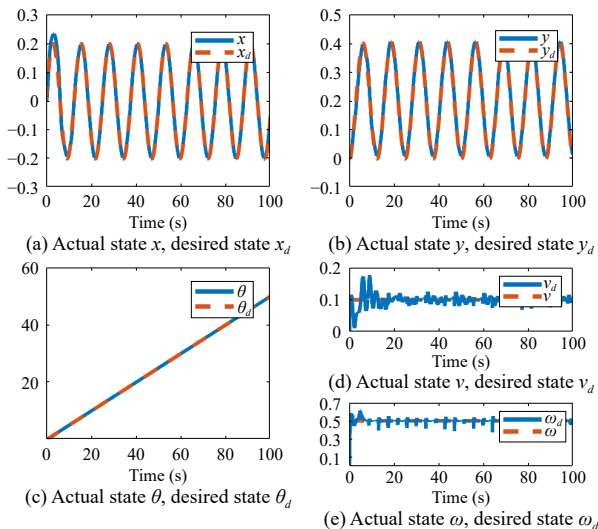 0.3
0.2
0.1
0
−0.1
−0.2
−0.3
x
x_d
0 20 40 60 80 100
Time (s)
(a) Actual state x, desired state x_d
0.5
0.4
0.3
0.2
0.1
0
−0.1
y
y_d
0 20 40 60 80 100
Time (s)
(b) Actual state y, desired state y_d
60
40
20
θ
θ_d
0 20 40 60 80 100
Time (s)
(c) Actual state θ, desired state θ_d
0.2
0.1
0
v_d
v
0 20 40 60 80 100
Time (s)
(d) Actual state v, desired state v_d
0.7
0.5
0.3
0.1
ω_d
ω
0 20 40 60 80 100
Time (s)
(e) Actual state ω, desired state ω_d